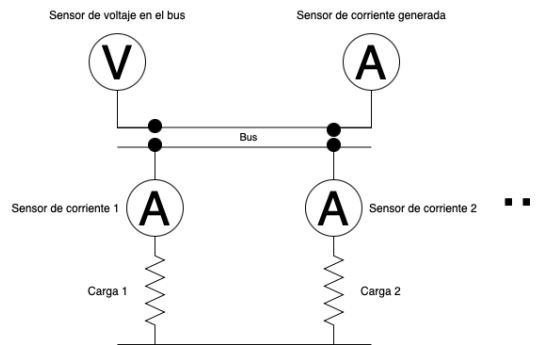 Sensor de voltaje en el bus
Sensor de corriente generada
V
A
Bus
Sensor de corriente 1
A
A
Sensor de corriente 2
Carga 1
Carga 2